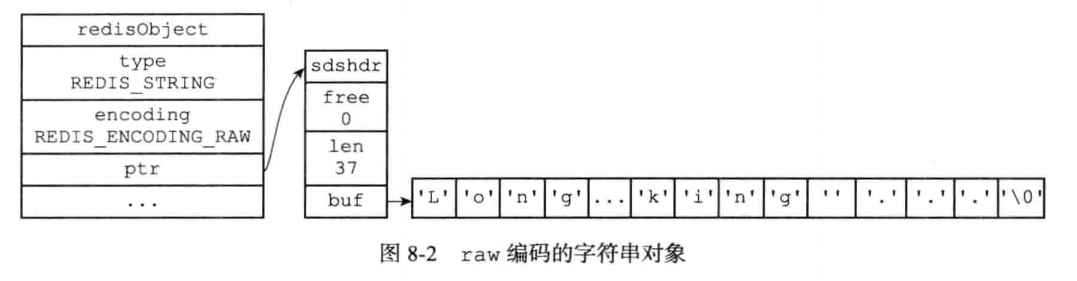 redisObject
type
REDIS_STRING
encoding
REDIS_ENCODING_RAW
ptr
...
sdshdr
free
0
len
37
buf
'L' 'o' 'n' 'g' ... 'k' 'i' 'n' 'g' '' '.' '.' '.' '\0'
图 8-2 raw 编码的字符串对象